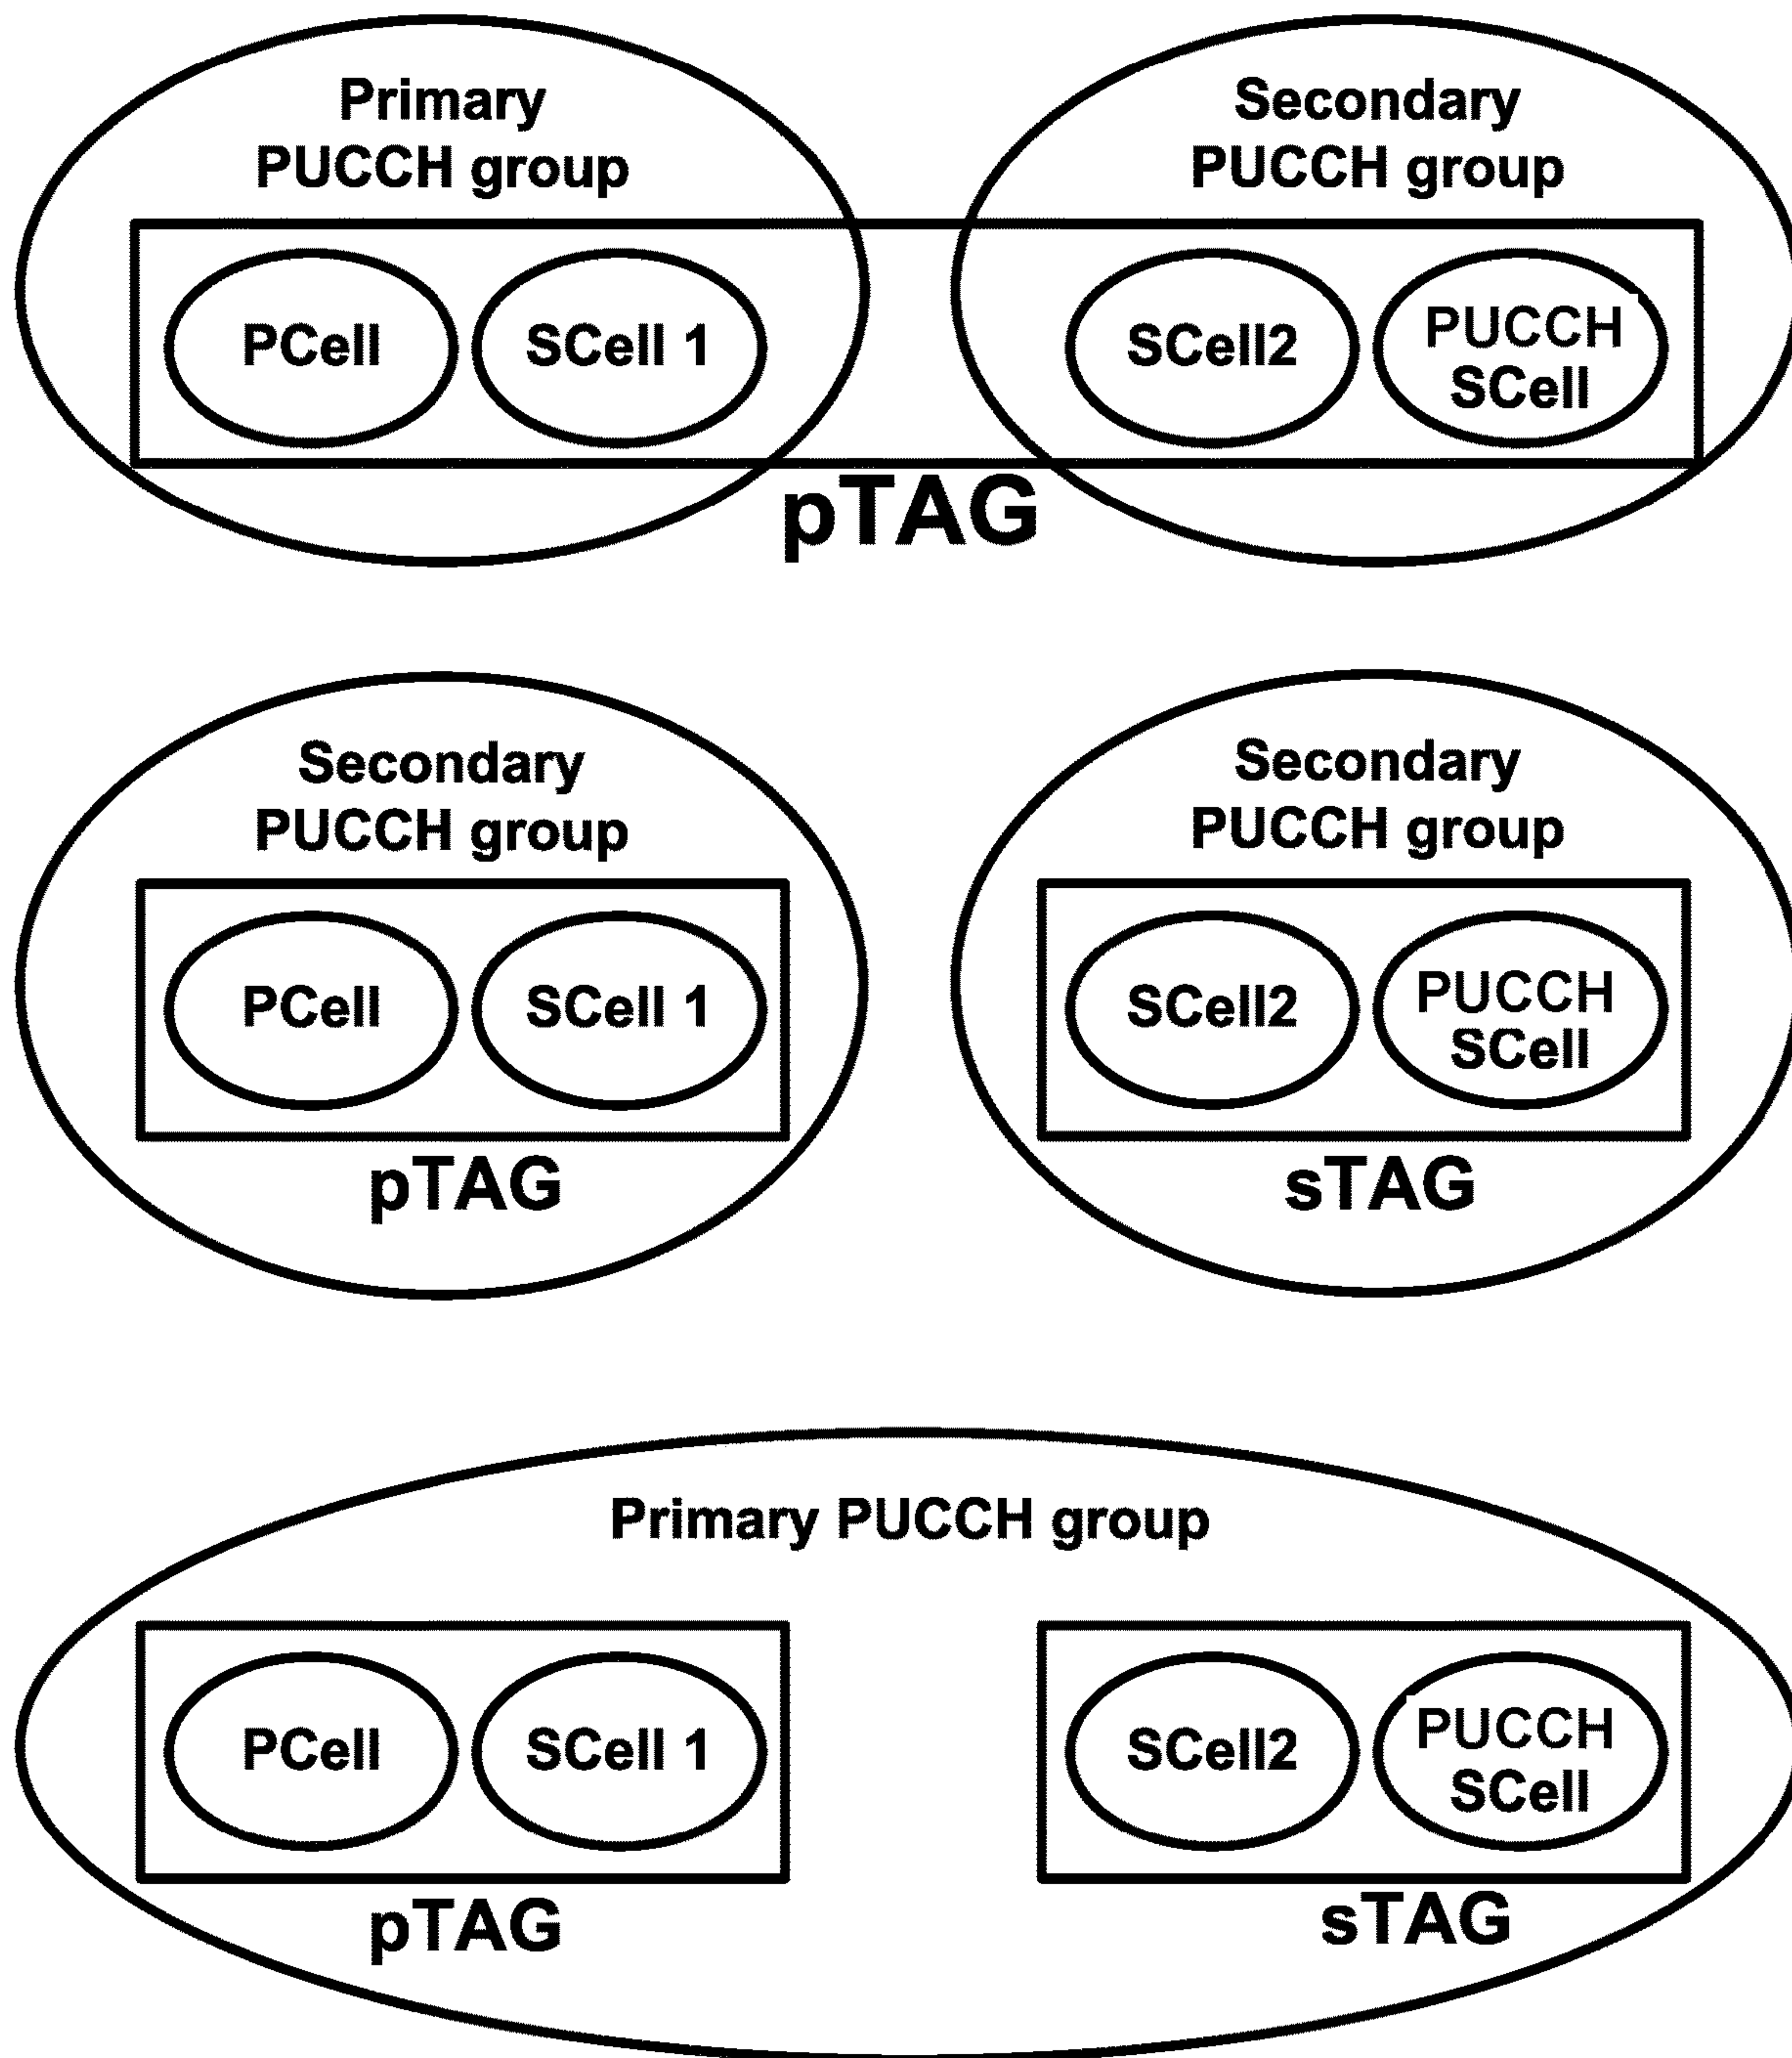 Primary
PUCCH group
Secondary
PUCCH group
PCell
SCell 1
SCell2
PUCCH
SCell
pTAG
Secondary
PUCCH group
Secondary
PUCCH group
PCell
SCell 1
SCell2
PUCCH
SCell
pTAG
sTAG
Primary PUCCH group
PCell
SCell 1
SCell2
PUCCH
SCell
pTAG
sTAG